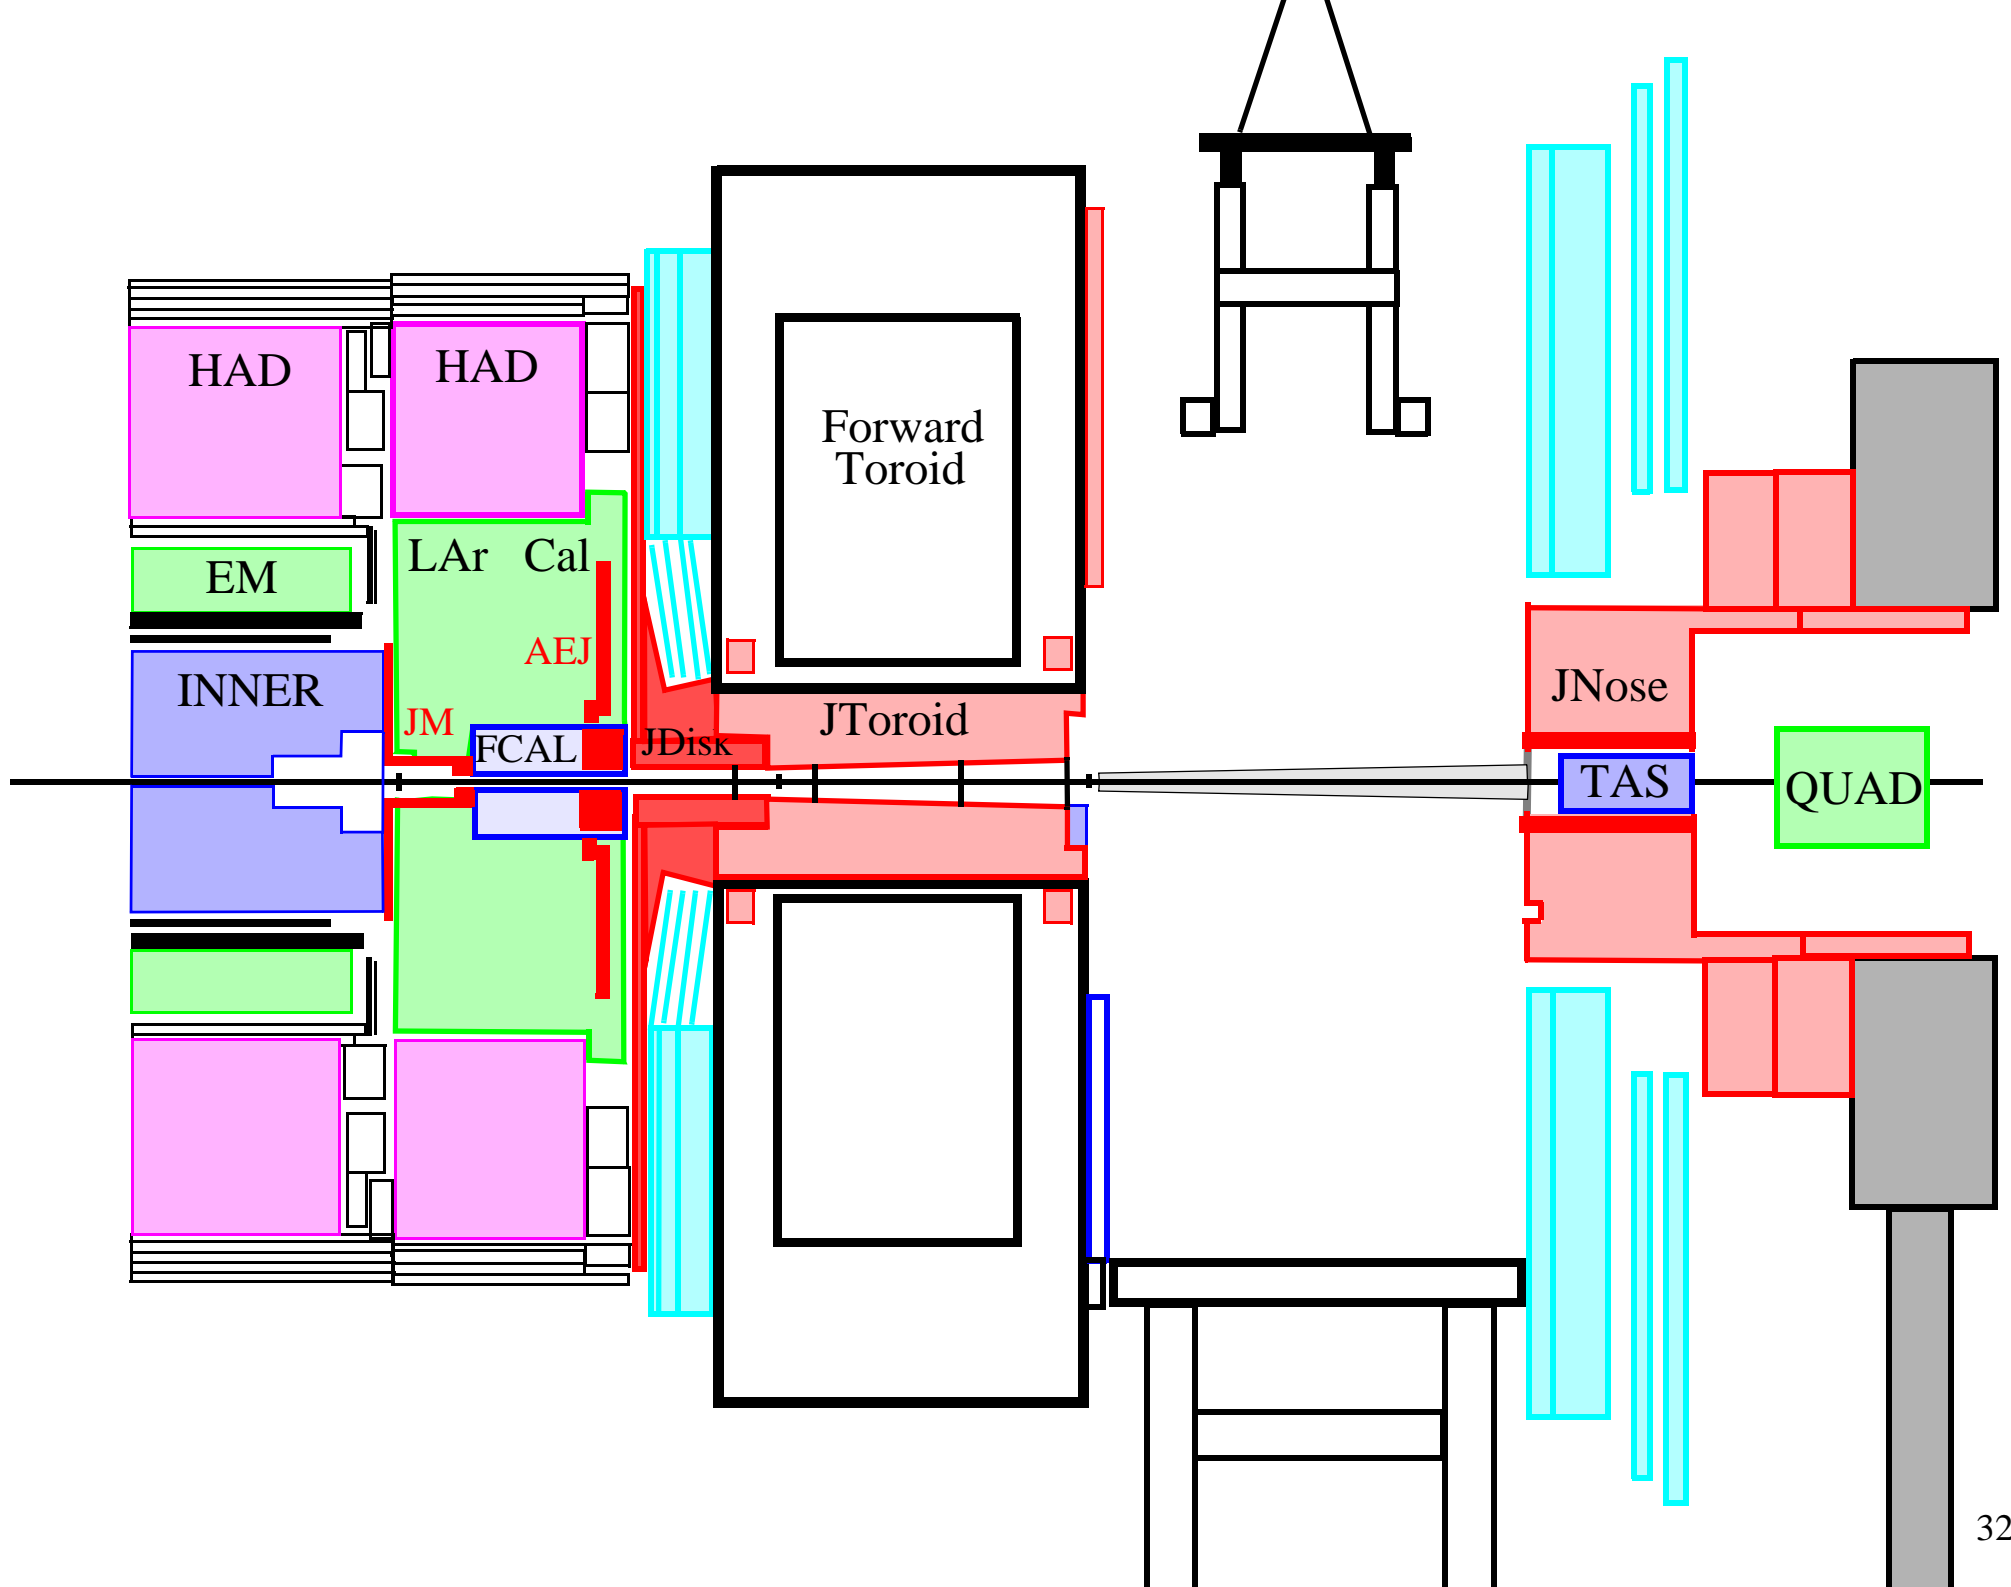 HAD
HAD
Forward
Toroid
LAr Cal
EM
AEJ
INNER
JM
FCAL
JDisk
JToroid
JNose
TAS
QUAD
32